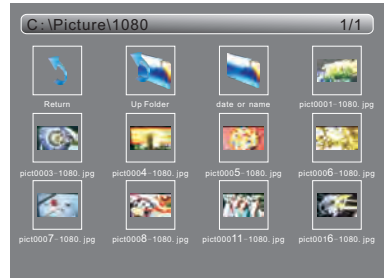 C:\Picture\1080 1/1
Return Up Folder date or name pict0001-1080.jpg
pict0003-1080.jpg pict0004-1080.jpg pict0005-1080.jpg pict0006-1080.jpg
pict0007-1080.jpg pict0008-1080.jpg pict00011-1080.jpg pict0016-1080.jpg